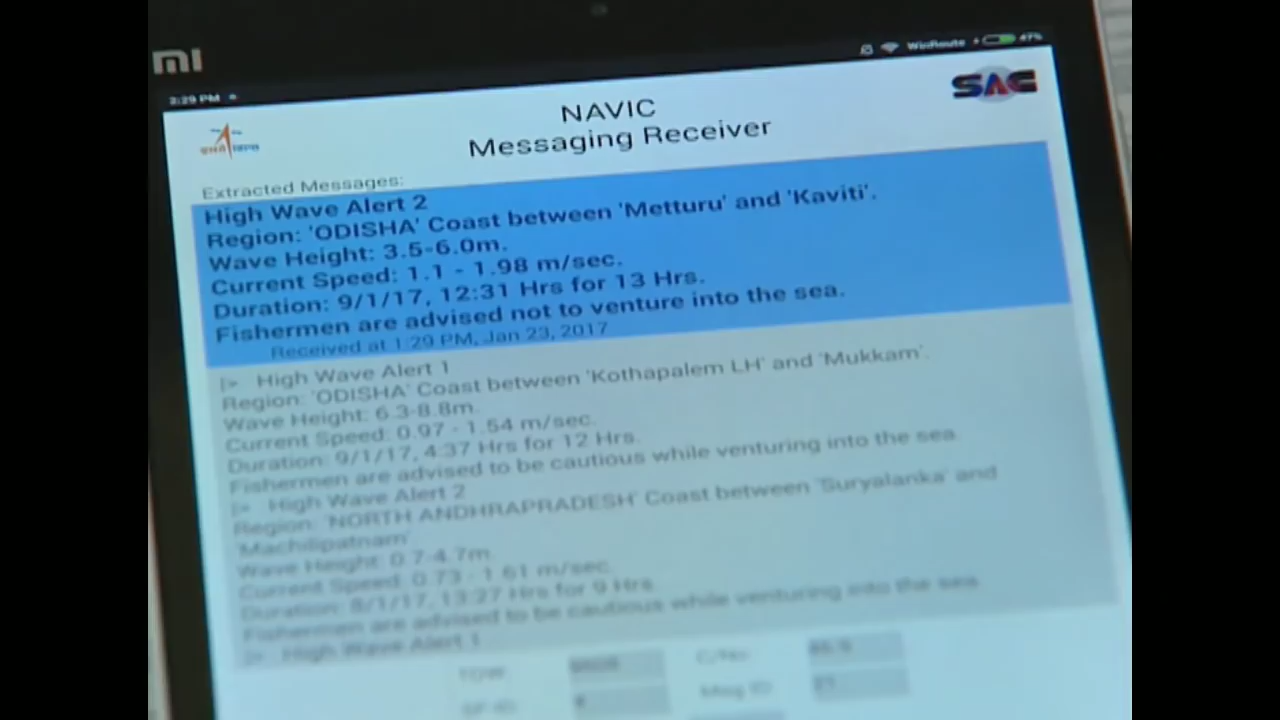 mi
WinRoute 47%
3:29 PM
SAC
NAVIC
Messaging Receiver
Extracted Messages:
High Wave Alert 2
Region: 'ODISHA' Coast between 'Metturu' and 'Kaviti'.
Wave Height: 3.5-6.0m.
Current Speed: 1.1 - 1.98 m/sec.
Duration: 9/1/17, 12:31 Hrs for 13 Hrs.
Fishermen are advised not to venture into the sea.
Received at 1:29 PM, Jan 23, 2017
|> High Wave Alert 1
Region: 'ODISHA' Coast between 'Kothapalem LH' and 'Mukkam'.
Wave Height: 6.3-8.8m.
Current Speed: 0.97 - 1.54 m/sec.
Duration: 9/1/17, 4:37 Hrs for 12 Hrs.
Fishermen are advised to be cautious while venturing into the sea.
|> High Wave Alert 2
Region: 'NORTH ANDHRAPRADESH' Coast between 'Suryalanka' and
'Machilipatnam'.
Wave Height: 0.7-4.7m.
Current Speed: 0.73 - 1.61 m/sec.
Duration: 8/1/17, 13:27 Hrs for 9 Hrs.
Fishermen are advised to be cautious while venturing into the sea.
|> High Wave Alert 1
TOW: C/No:
SF ID: Msg ID: